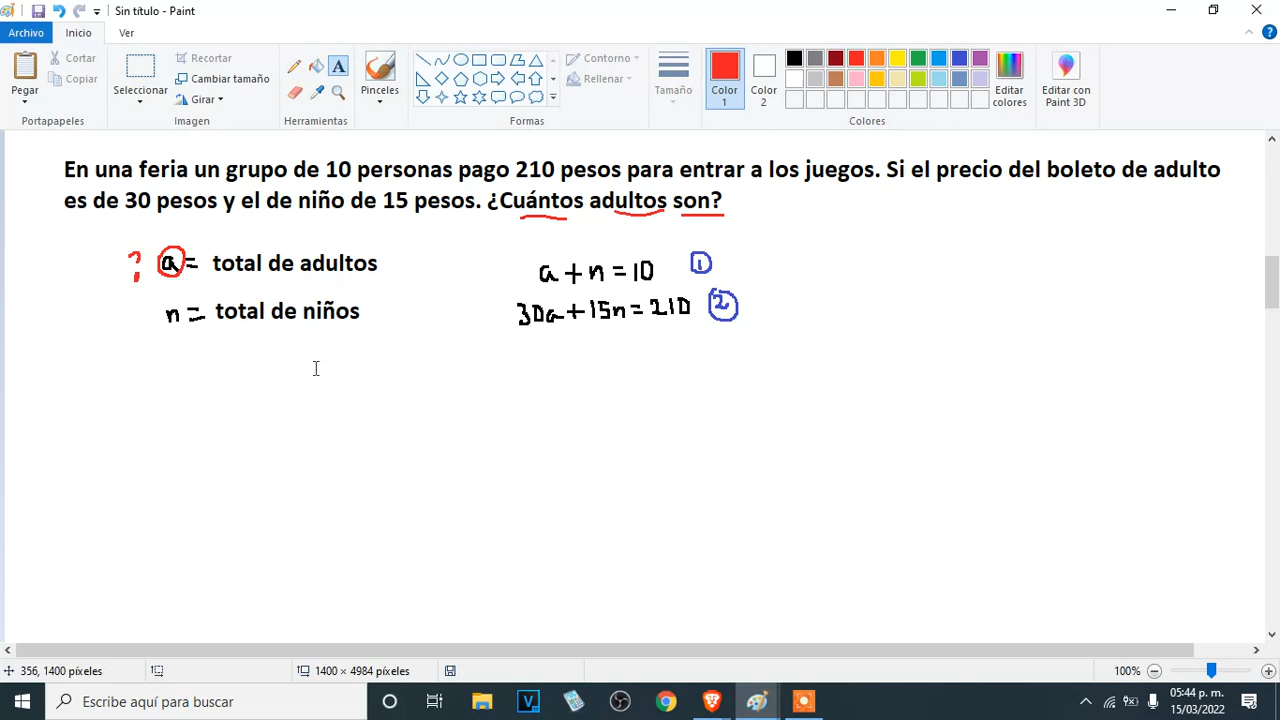 Sin título - Paint
Archivo Inicio Ver
Pegar
Cortar
Copiar
Portapapeles
Seleccionar
Recortar
Cambiar tamaño
Girar
Imagen
A
Herramientas
Pinceles
Contorno
Rellenar
Formas
Tamaño
Color 1
Color 2
Editar colores
Editar con Paint 3D
Colores
En una feria un grupo de 10 personas pago 210 pesos para entrar a los juegos. Si el precio del boleto de adulto
es de 30 pesos y el de niño de 15 pesos. ¿Cuántos adultos son?
? a = total de adultos
n = total de niños
a + n = 10 1
30a + 15n = 210 2
356, 1400 píxeles
1400 × 4984 píxeles
100%
Escribe aquí para buscar
05:44 p. m.
15/03/2022